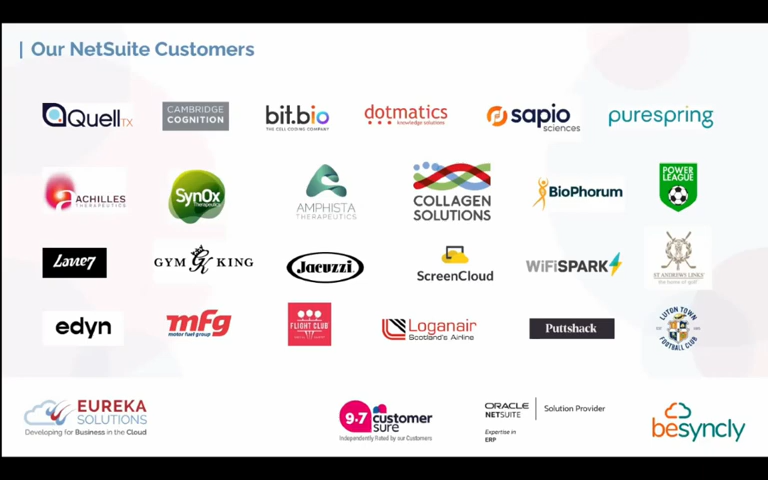 Our NetSuite Customers
QuellTX
CAMBRIDGE
COGNITION
bit.bio
THE CELL CODING COMPANY
dotmatics
knowledge solutions
sapio
sciences
purespring
ACHILLES
THERAPEUTICS
SynOx
Therapeutics
AMPHISTA
THERAPEUTICS
COLLAGEN
SOLUTIONS
BioPhorum
POWER
LEAGUE
Lane7
GYM GK KING
Jacuzzi
ScreenCloud
WiFiSPARK
ST ANDREWS LINKS
the home of golf
edyn
mfg
motor fuel group
FLIGHT CLUB
Loganair
Scotland's Airline
Puttshack
LUTON TOWN
FOOTBALL CLUB
EUREKA
SOLUTIONS
Developing for Business in the Cloud
9.7 customer
sure
Independently Rated by our Customers
ORACLE
NETSUITE
Solution Provider
Expertise in
ERP
besyncly